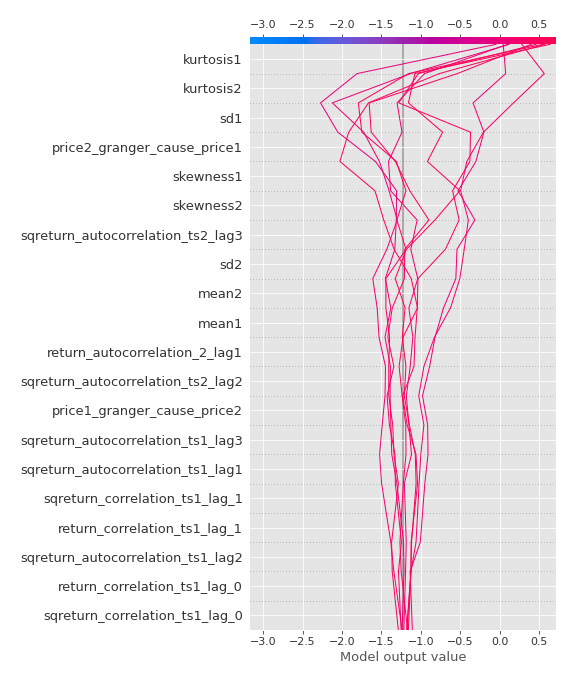 −3.0 −2.5 −2.0 −1.5 −1.0 −0.5 0.0 0.5
kurtosis1
kurtosis2
sd1
price2_granger_cause_price1
skewness1
skewness2
sqreturn_autocorrelation_ts2_lag3
sd2
mean2
mean1
return_autocorrelation_2_lag1
sqreturn_autocorrelation_ts2_lag2
price1_granger_cause_price2
sqreturn_autocorrelation_ts1_lag3
sqreturn_autocorrelation_ts1_lag1
sqreturn_correlation_ts1_lag_1
return_correlation_ts1_lag_1
sqreturn_autocorrelation_ts1_lag2
return_correlation_ts1_lag_0
sqreturn_correlation_ts1_lag_0
−3.0 −2.5 −2.0 −1.5 −1.0 −0.5 0.0 0.5
Model output value